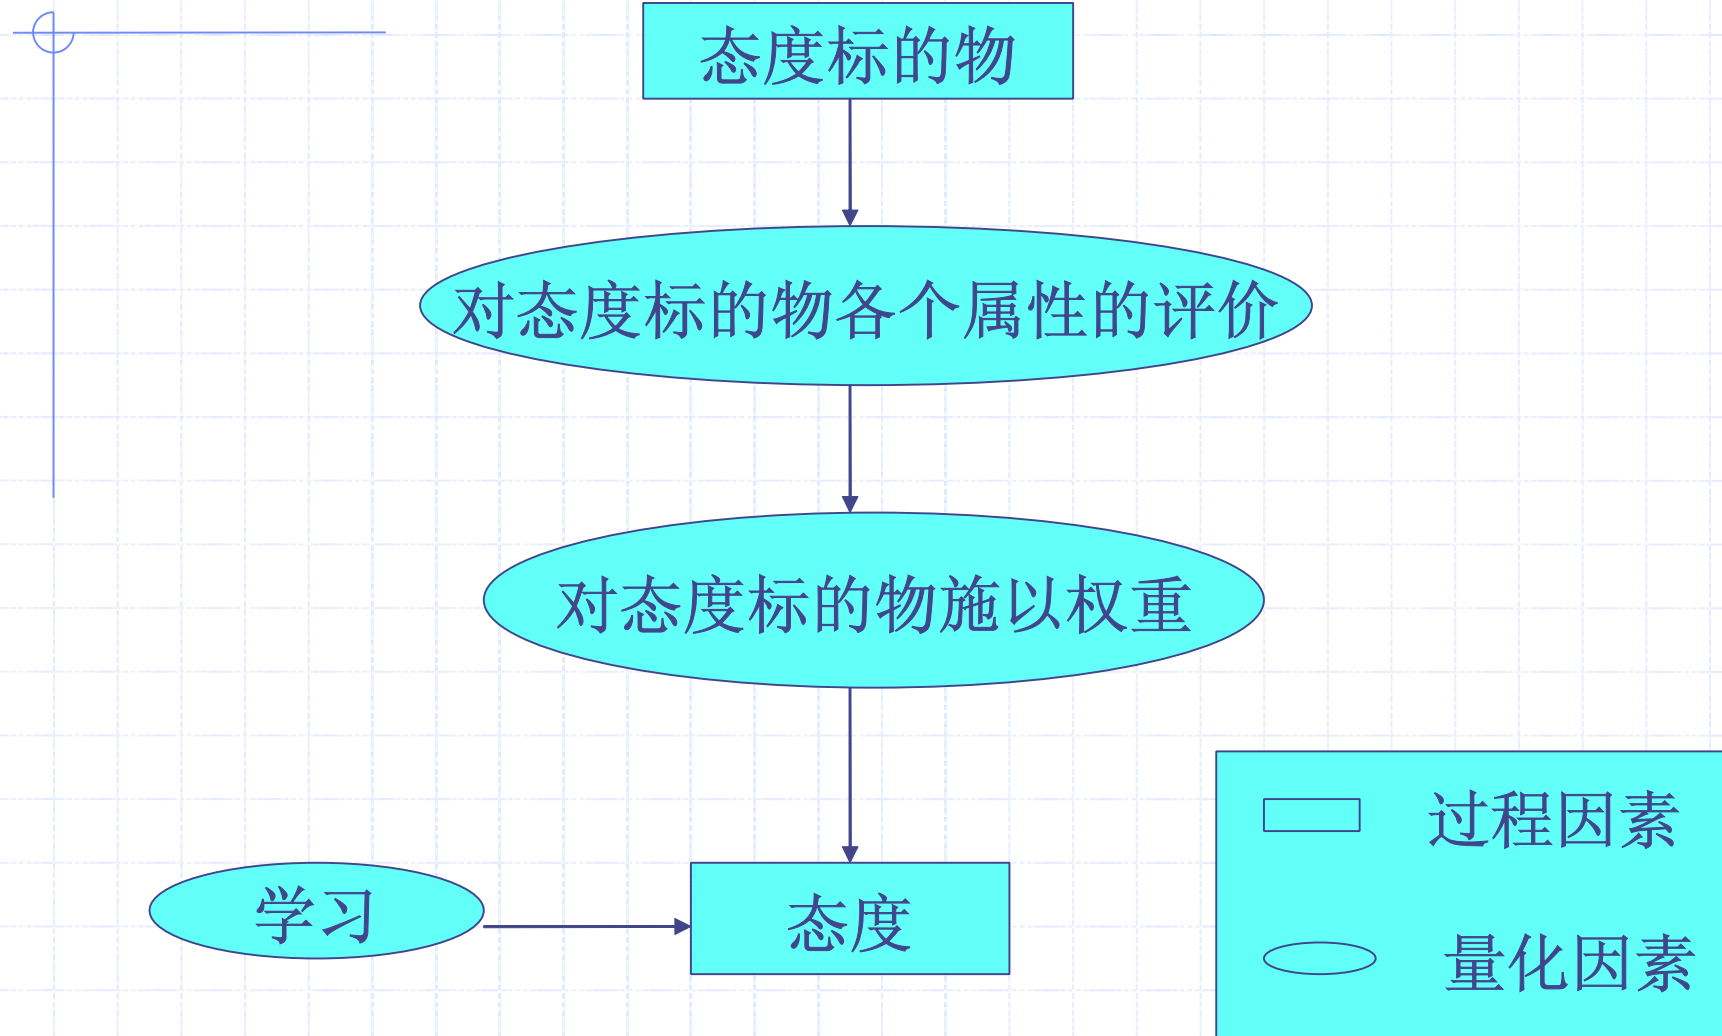 态度标的物
对态度标的物各个属性的评价
对态度标的物施以权重
过程因素
学习
态度
量化因素